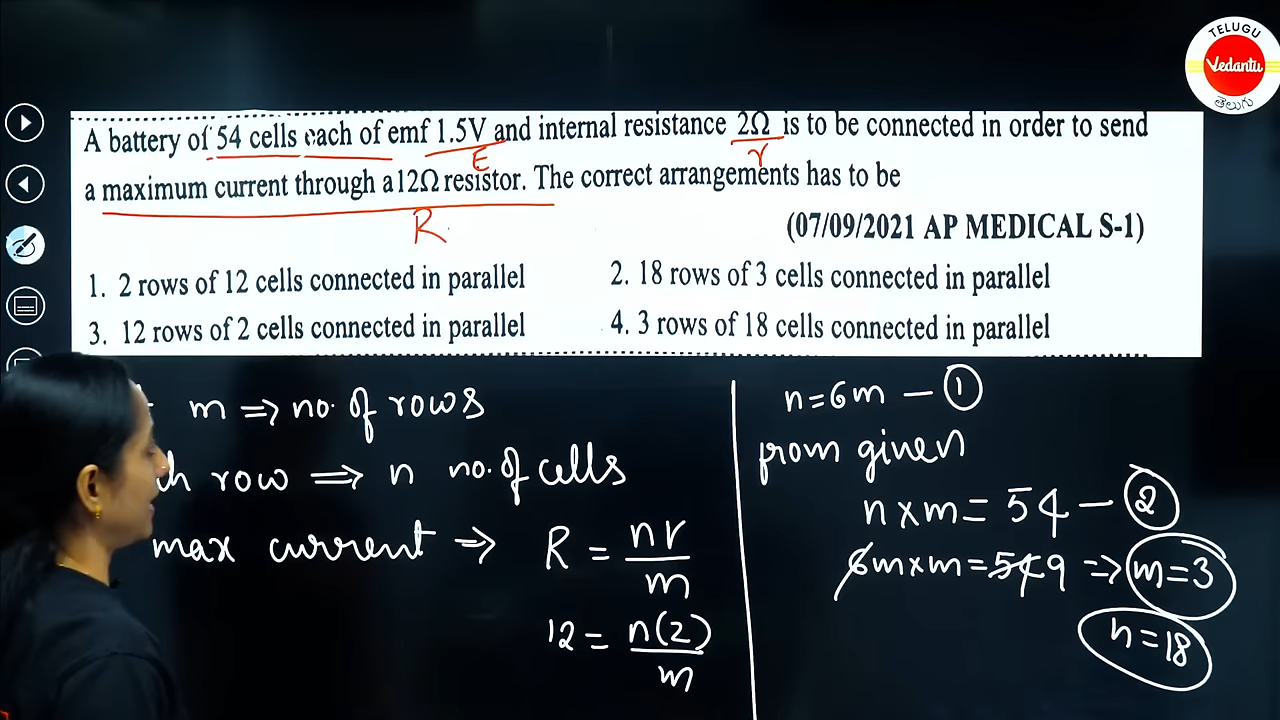 TELUGU
Vedantu
తెలుగు
A battery of 54 cells each of emf 1.5V and internal resistance 2Ω is to be connected in order to send
E
r
a maximum current through a 12Ω resistor. The correct arrangements has to be
R
(07/09/2021 AP MEDICAL S-1)
1. 2 rows of 12 cells connected in parallel
2. 18 rows of 3 cells connected in parallel
3. 12 rows of 2 cells connected in parallel
4. 3 rows of 18 cells connected in parallel
m => no. of rows
row => n no. of cells
max current => R = nr/m
12 = n(2)/m
n = 6m — ①
from given
n x m = 54 — ②
6m x m = 54 9 => m = 3
n = 18